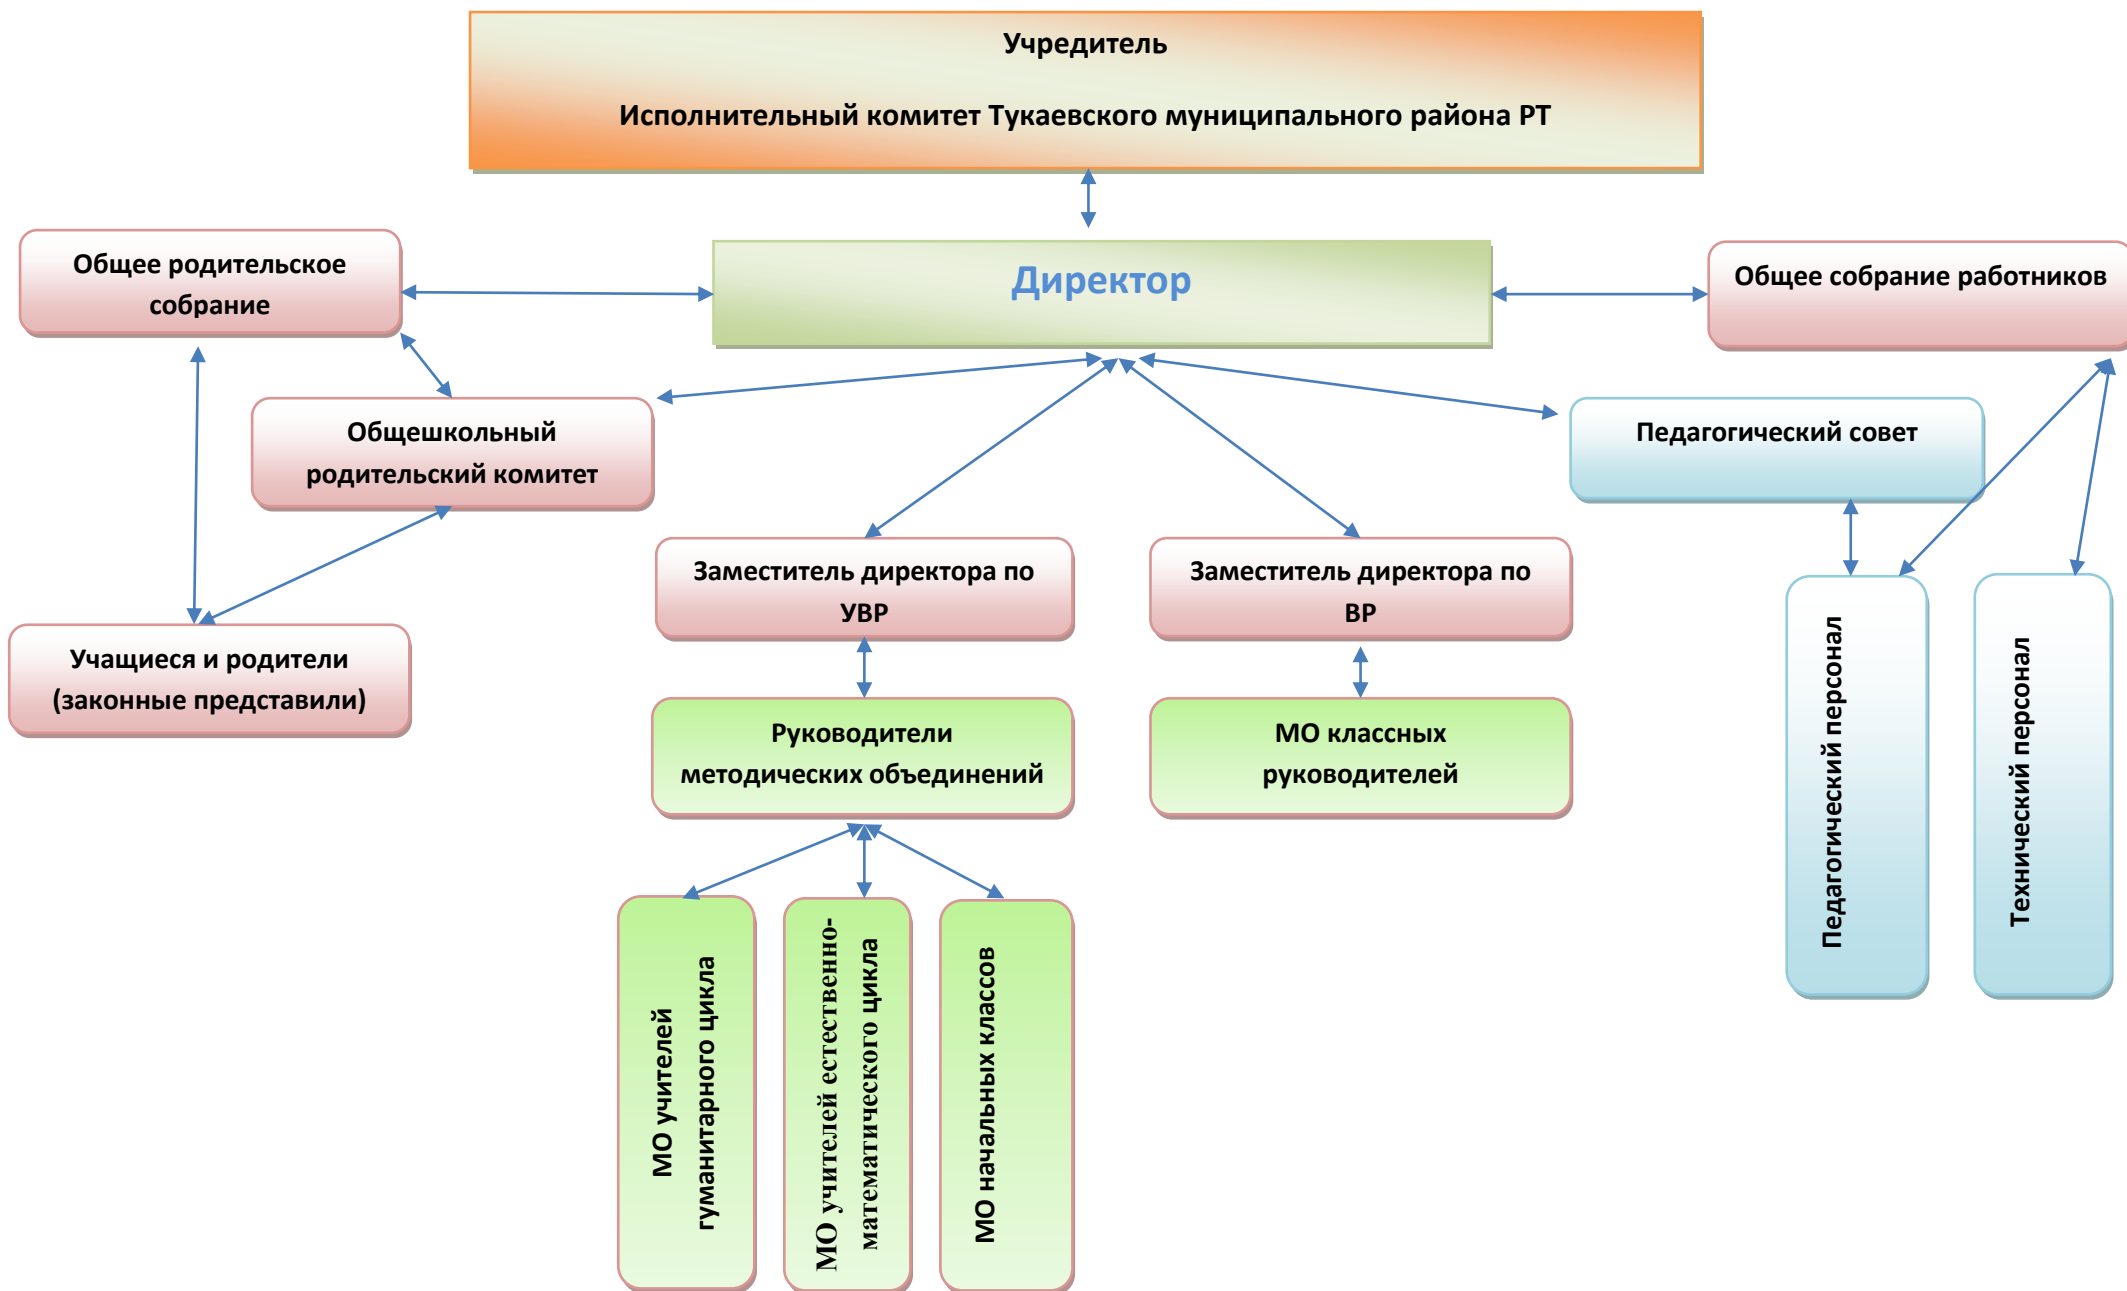 Учредитель
Исполнительный комитет Тукаевского муниципального района РТ
Общее родительское
собрание
Директор
Общее собрание работников
Общешкольный
родительский комитет
Педагогический совет
Заместитель директора по
УВР
Заместитель директора по
ВР
Учащиеся и родители
(законные представили)
Руководители
методических объединений
МО классных
руководителей
Педагогический персонал
Технический персонал
МО учителей
гуманитарного цикла
МО учителей естественно-
математического цикла
МО начальных классов